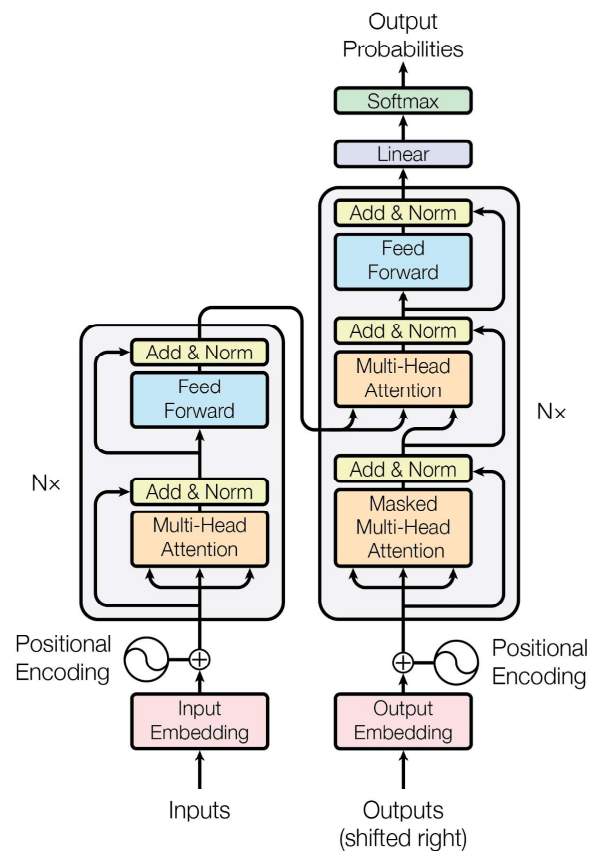 Output
Probabilities
Softmax
Linear
Add & Norm
Feed
Forward
Add & Norm
Multi-Head
Attention
Nx
Add & Norm
Masked
Multi-Head
Attention
Positional
Encoding
Output
Embedding
Outputs
(shifted right)
Add & Norm
Feed
Forward
Nx
Add & Norm
Multi-Head
Attention
Positional
Encoding
Input
Embedding
Inputs